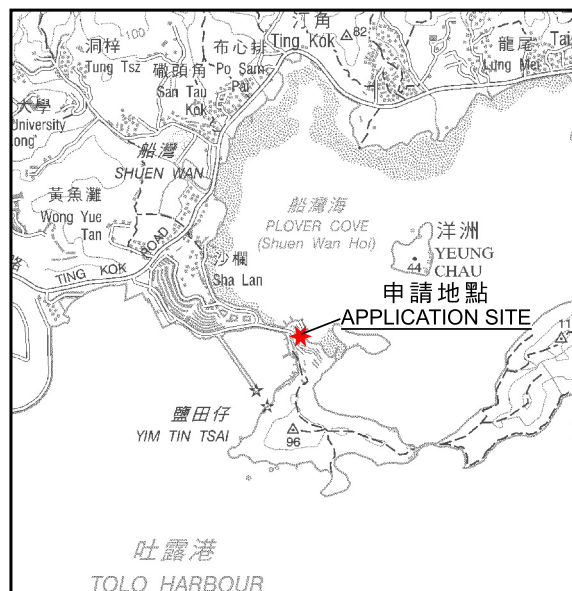 汀角
Ting Kok
82
100
洞梓
Tung Tsz
布心排
Po Sam
Pai
龍尾
Lung Mei
Tai
𥕟頭角
San Tau
Kok
大學
University
ong
船灣
SHUEN WAN
黃魚灘
Wong Yue
Tan
船灣海
PLOVER COVE
(Shuen Wan Hoi)
洋洲
YEUNG
CHAU
44
沙欄
Sha Lan
路
TING KOK ROAD
申請地點
APPLICATION SITE
11
鹽田仔
YIM TIN TSAI
96
吐露港
TOLO HARBOUR